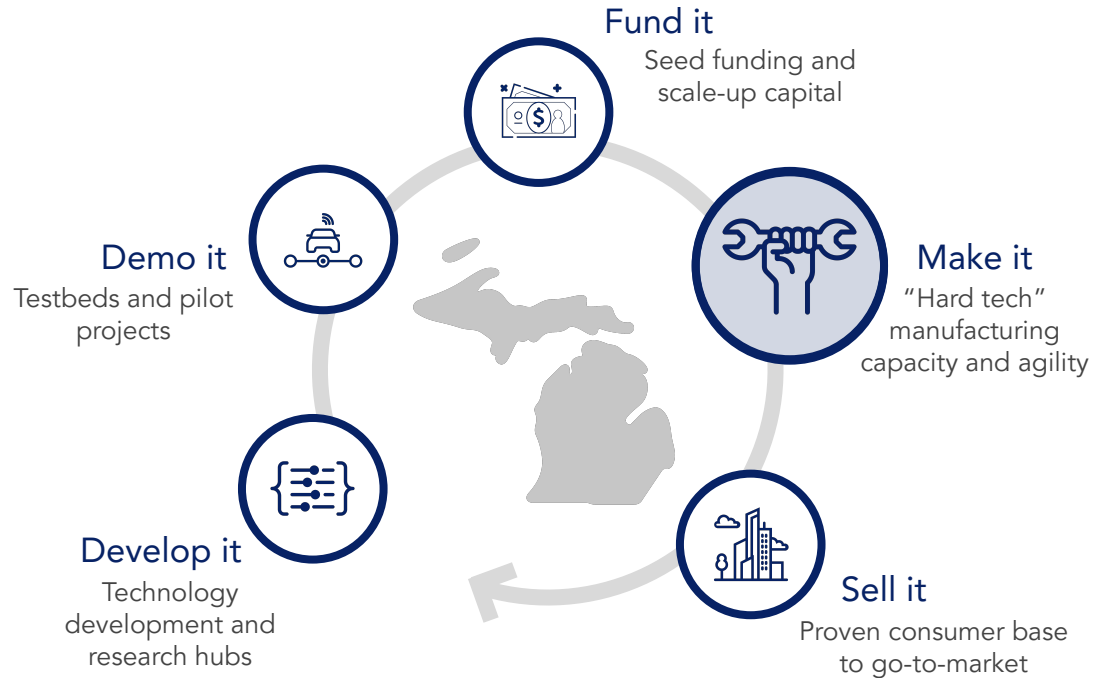 Fund it
Seed funding and
scale-up capital
Make it
“Hard tech”
manufacturing
capacity and agility
Sell it
Proven consumer base
to go-to-market
Develop it
Technology
development and
research hubs
Demo it
Testbeds and pilot
projects
$